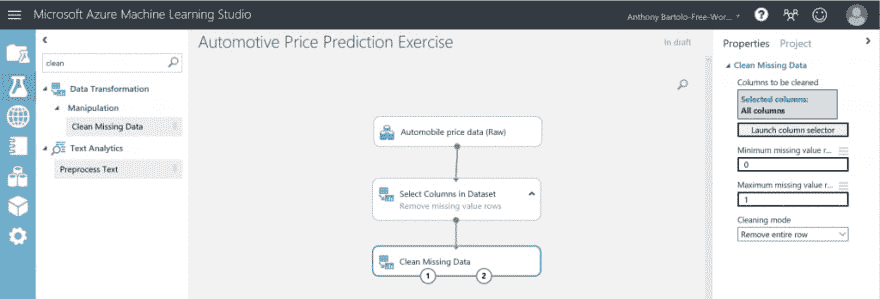 Microsoft Azure Machine Learning Studio
Anthony Bartolo-Free-Wor...
?
clean
Data Transformation
Manipulation
Clean Missing Data
Text Analytics
Preprocess Text
Automotive Price Prediction Exercise
In draft
Automobile price data (Raw)
Select Columns in Dataset
Remove missing value rows
Clean Missing Data
1
2
Properties Project
Clean Missing Data
Columns to be cleaned
Selected columns:
All columns
Launch column selector
Minimum missing value r...
0
Maximum missing value r...
1
Cleaning mode
Remove entire row